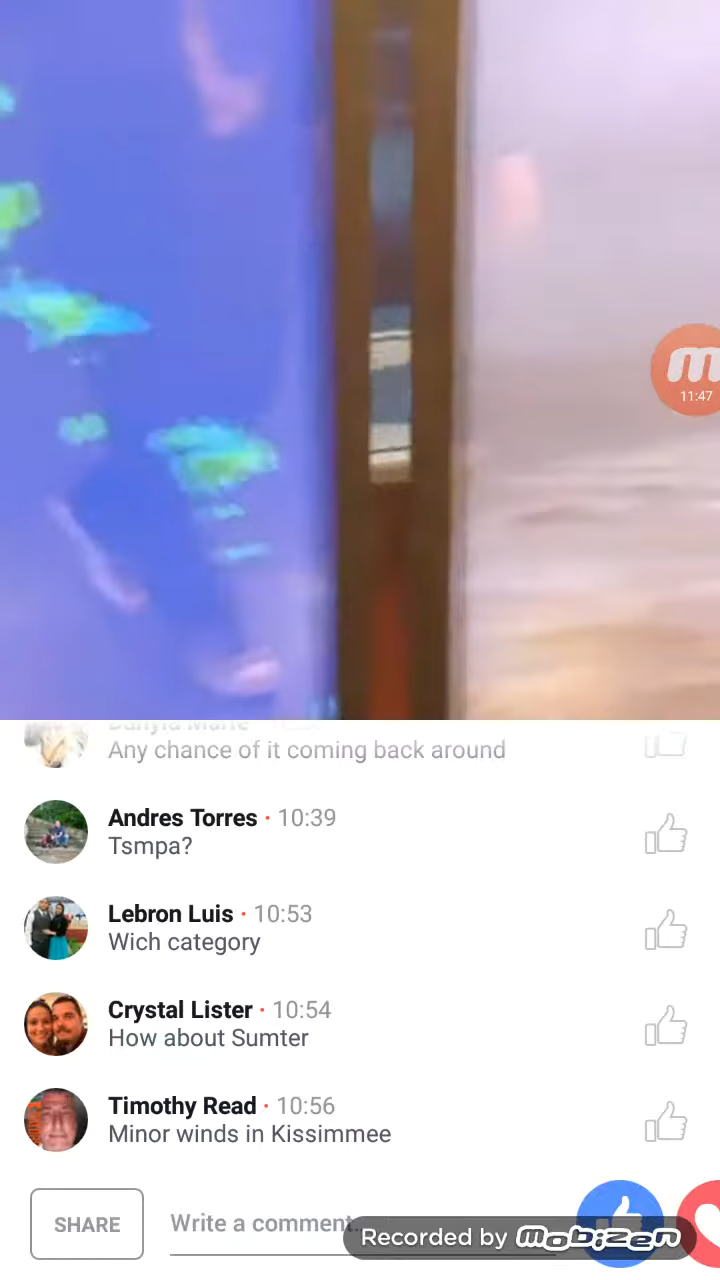 11:47
Any chance of it coming back around
Andres Torres · 10:39
Tsmpa?
Lebron Luis · 10:53
Wich category
Crystal Lister · 10:54
How about Sumter
Timothy Read · 10:56
Minor winds in Kissimmee
SHARE
Write a comment...
Recorded by mobizen